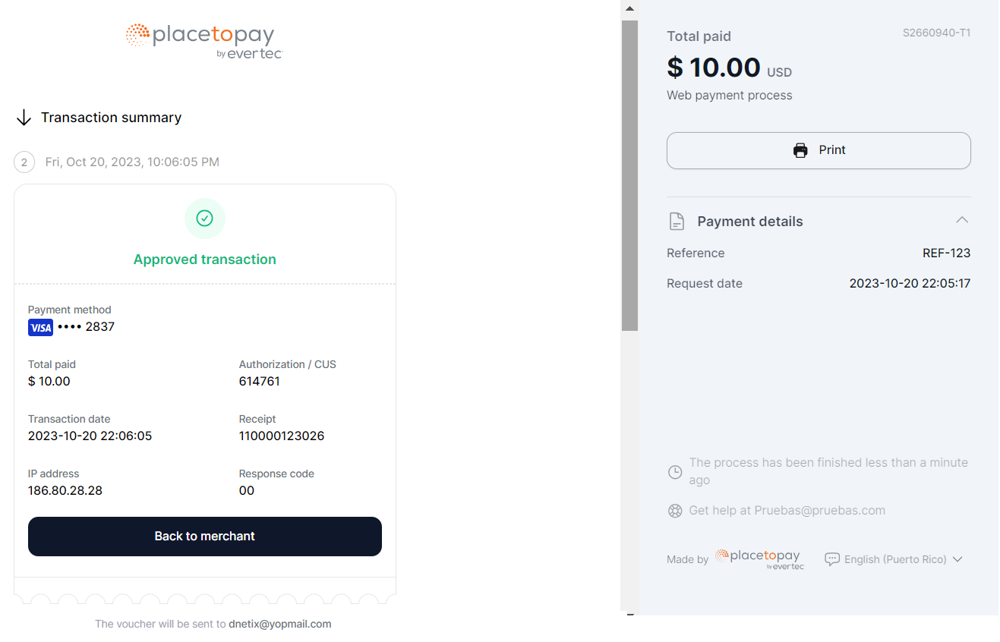 placetopay
by evertec
Transaction summary
2 Fri, Oct 20, 2023, 10:06:05 PM
Approved transaction
Payment method
VISA •••• 2837
Total paid
$ 10.00
Authorization / CUS
614761
Transaction date
2023-10-20 22:06:05
Receipt
110000123026
IP address
186.80.28.28
Response code
00
Back to merchant
The voucher will be sent to dnetix@yopmail.com
Total paid
S2660940-T1
$ 10.00 USD
Web payment process
Print
Payment details
Reference
REF-123
Request date
2023-10-20 22:05:17
The process has been finished less than a minute
ago
Get help at Pruebas@pruebas.com
Made by
placetopay
by evertec
English (Puerto Rico)